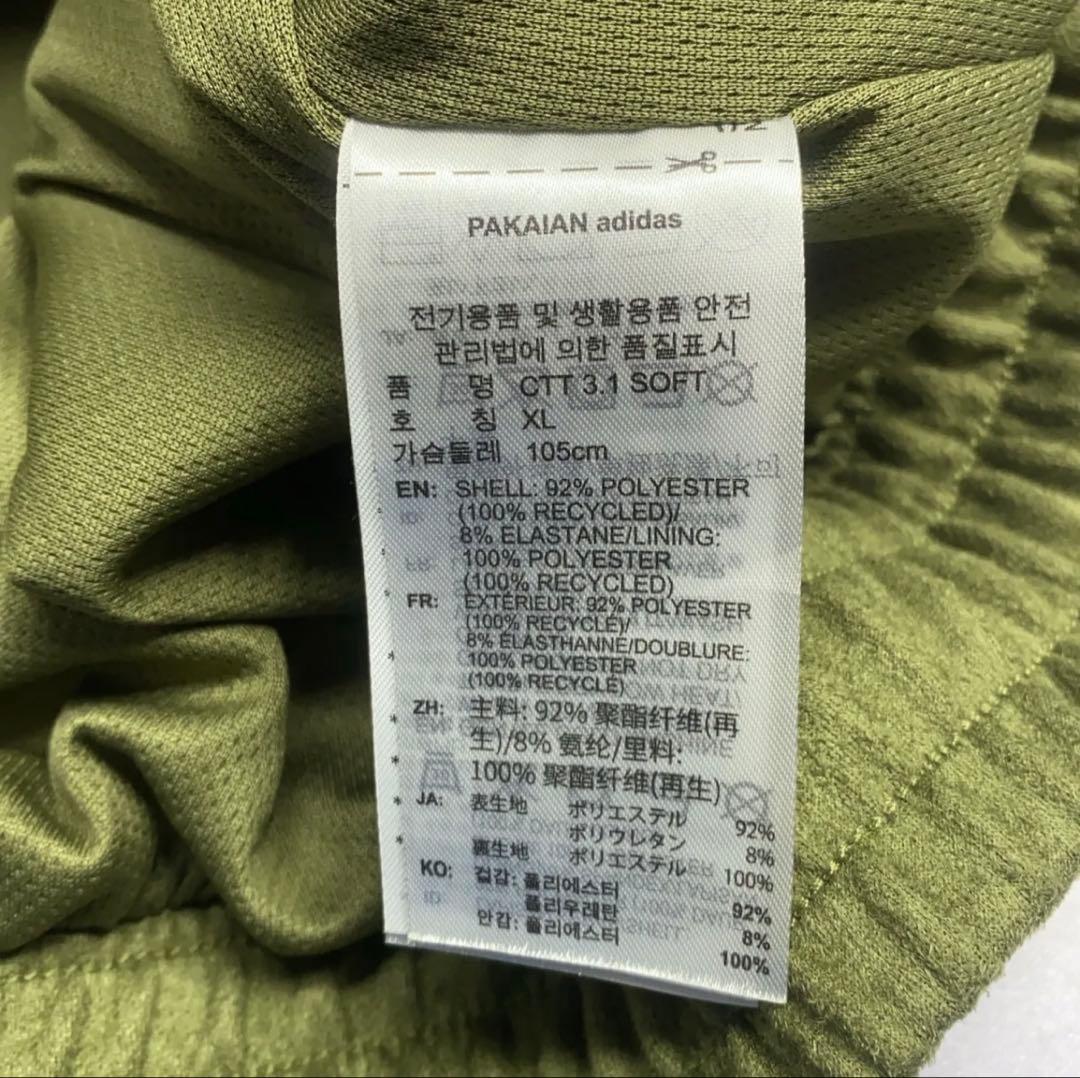 PAKAIAN adidas
전기용품 및 생활용품 안전
관리법에 의한 품질표시
품 명 CTT 3.1 SOFT
호 칭 XL
가슴둘레 105cm
EN: SHELL: 92% POLYESTER
(100% RECYCLED)/
8% ELASTANE/LINING:
100% POLYESTER
(100% RECYCLED)
FR: EXTÉRIEUR: 92% POLYESTER
(100% RECYCLÉ)/
8% ÉLASTHANNE/DOUBLURE:
100% POLYESTER
(100% RECYCLÉ)
ZH: 主料: 92% 聚酯纤维(再
生)/8% 氨纶/里料:
100% 聚酯纤维(再生)
JA: 表生地 ポリエステル 92%
ポリウレタン 8%
裏生地 ポリエステル 100%
KO: 겉감: 폴리에스터 92%
폴리우레탄 8%
안감: 폴리에스터 100%